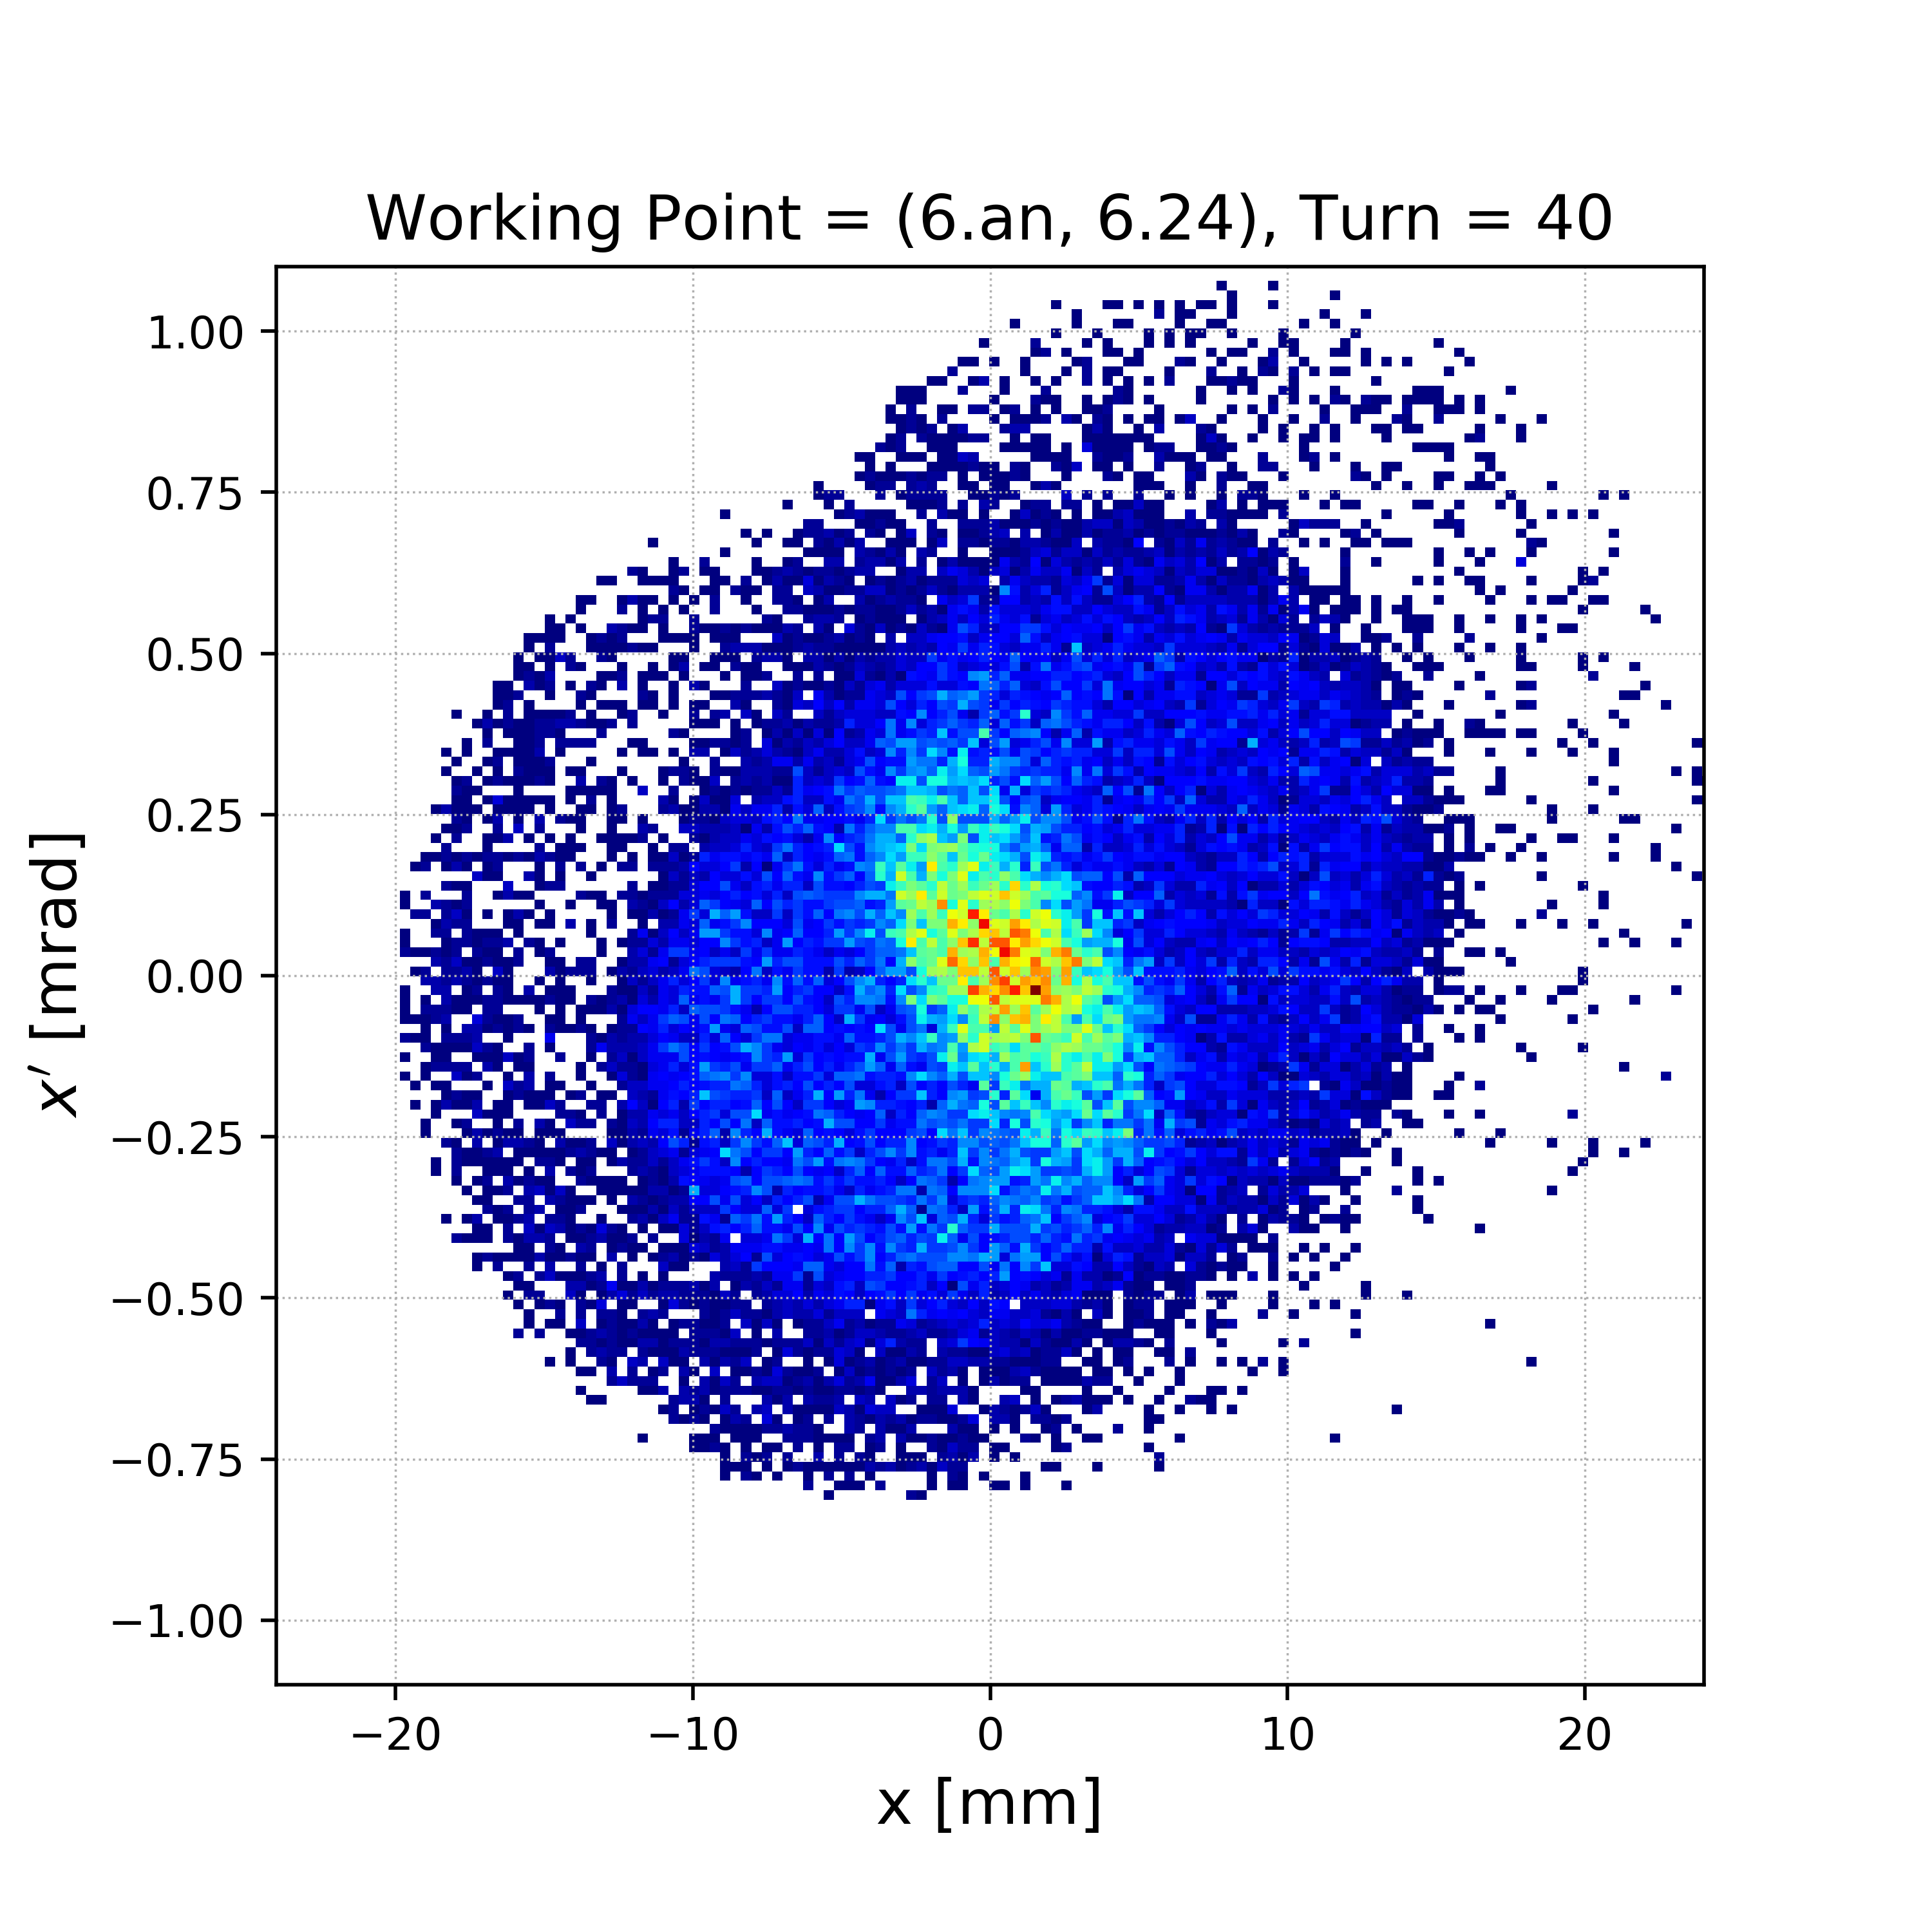 Working Point = (6.an, 6.24), Turn = 40
1.00
0.75
0.50
0.25
0.00
−0.25
−0.50
−0.75
−1.00
x′ [mrad]
−20 −10 0 10 20
x [mm]